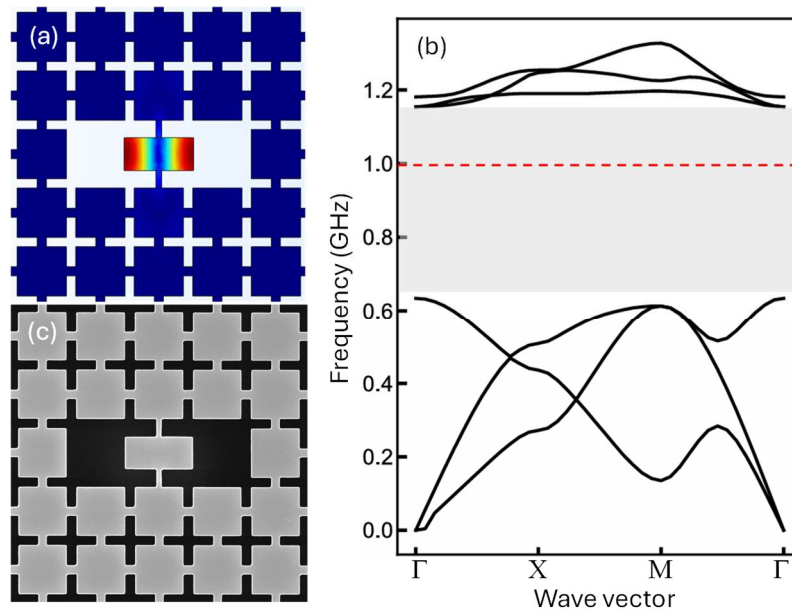 (a)
(b)
(c)
Frequency (GHz)
1.2
1.0
0.8
0.6
0.4
0.2
0.0
Γ X M Γ
Wave vector